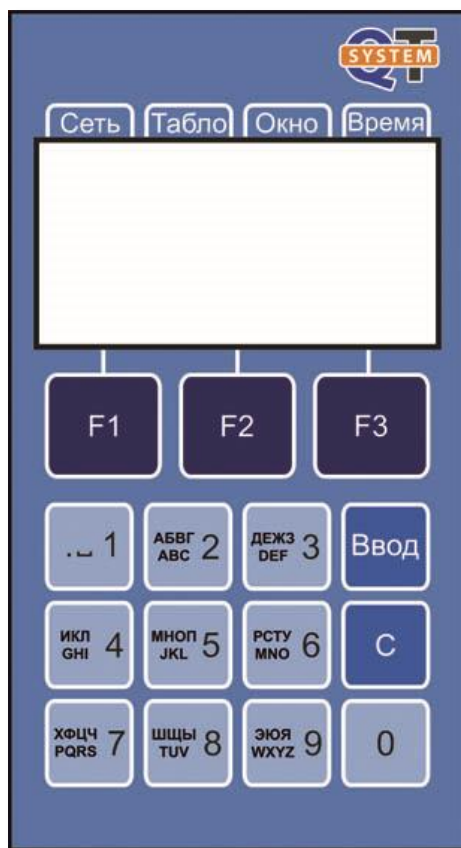 QT
SYSTEM
Сеть Табло Окно Время
F1 F2 F3
.⎵ 1 АБВГ ABC 2 ДЕЖЗ DEF 3 Ввод
ИКЛ GHI 4 МНОП JKL 5 РСТУ MNO 6 C
ХФЦЧ PQRS 7 ШЩЫ TUV 8 ЭЮЯ WXYZ 9 0